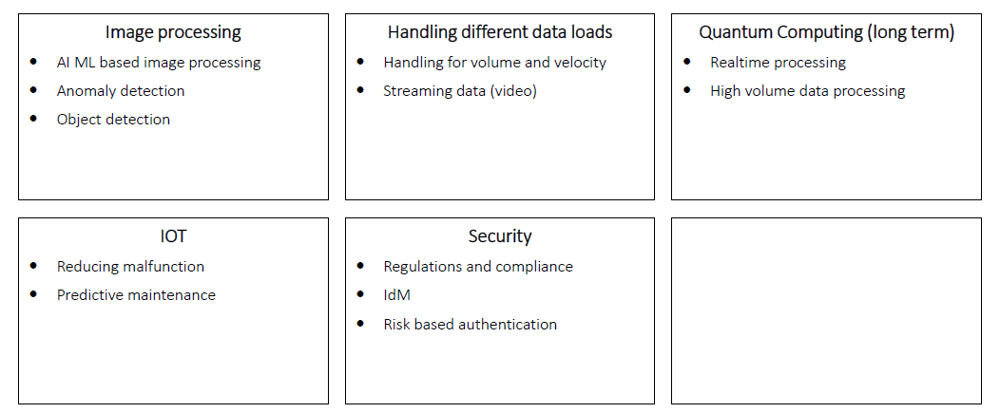 Image processing
• AI ML based image processing
• Anomaly detection
• Object detection
Handling different data loads
• Handling for volume and velocity
• Streaming data (video)
Quantum Computing (long term)
• Realtime processing
• High volume data processing
IOT
• Reducing malfunction
• Predictive maintenance
Security
• Regulations and compliance
• IdM
• Risk based authentication